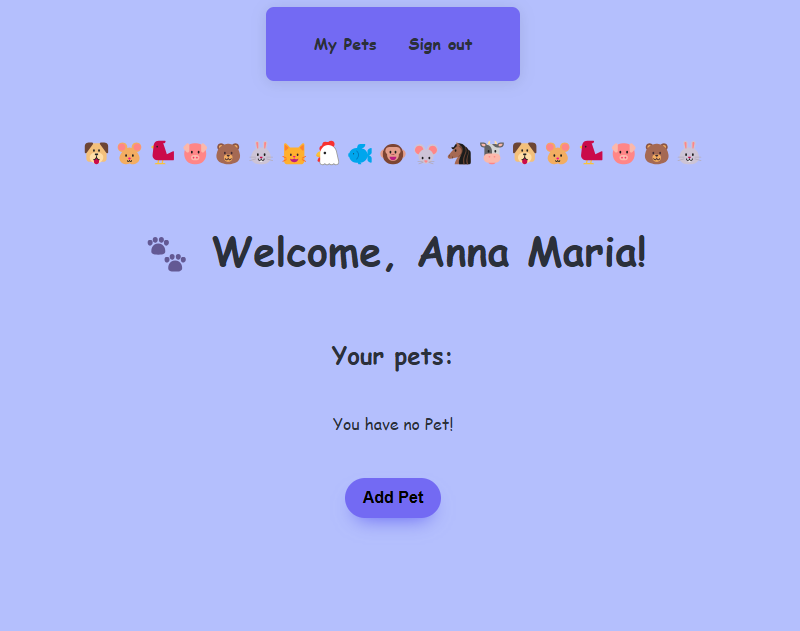 My Pets Sign out
Welcome, Anna Maria!
Your pets:
You have no Pet!
Add Pet